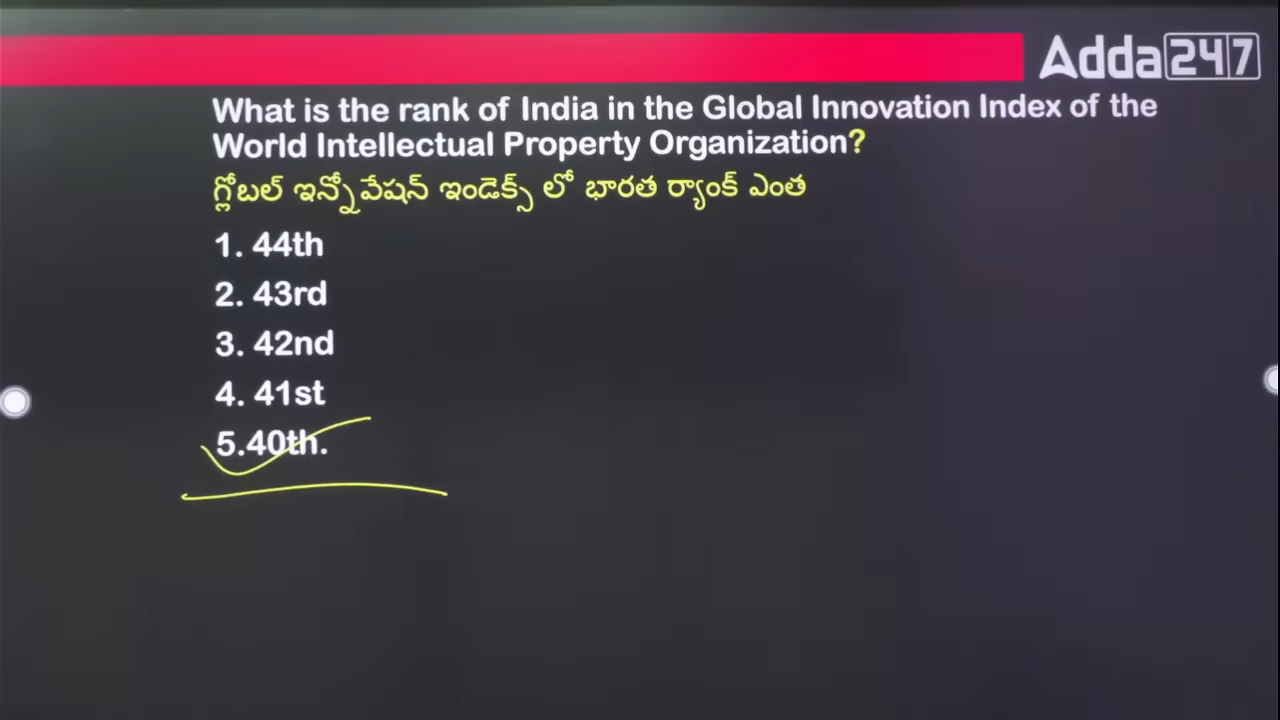 Adda247
What is the rank of India in the Global Innovation Index of the
World Intellectual Property Organization?
గ్లోబల్ ఇన్నోవేషన్ ఇండెక్స్ లో భారత ర్యాంక్ ఎంత
1. 44th
2. 43rd
3. 42nd
4. 41st
5.40th.